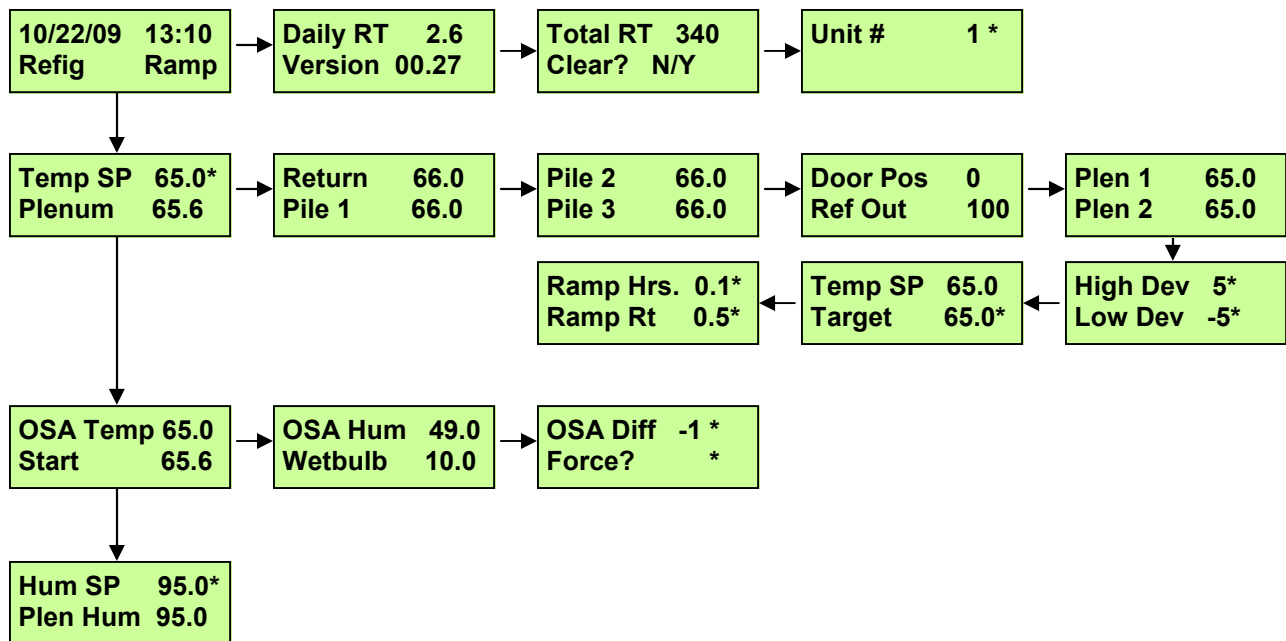 10/22/09 13:10
Refig Ramp
Daily RT 2.6
Version 00.27
Total RT 340
Clear? N/Y
Unit # 1 *
Temp SP 65.0*
Plenum 65.6
Return 66.0
Pile 1 66.0
Pile 2 66.0
Pile 3 66.0
Door Pos 0
Ref Out 100
Plen 1 65.0
Plen 2 65.0
High Dev 5*
Low Dev -5*
Temp SP 65.0
Target 65.0*
Ramp Hrs. 0.1*
Ramp Rt 0.5*
OSA Temp 65.0
Start 65.6
OSA Hum 49.0
Wetbulb 10.0
OSA Diff -1 *
Force? *
Hum SP 95.0*
Plen Hum 95.0